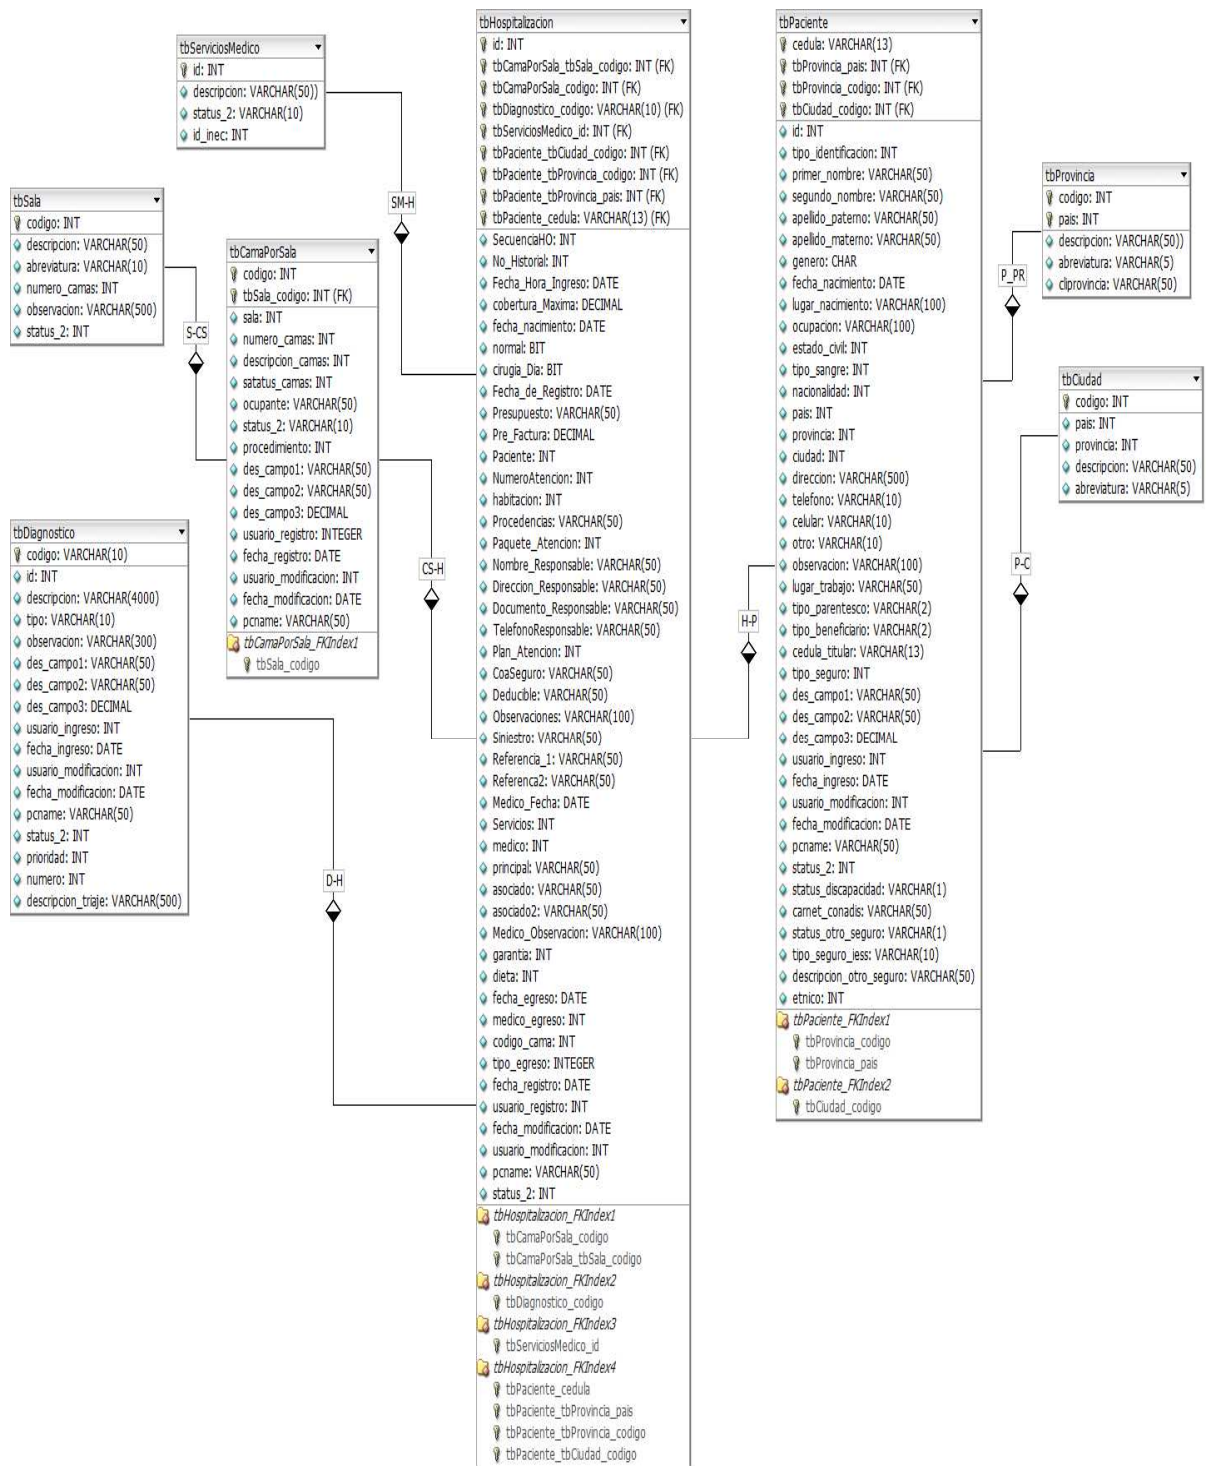 tbServiciosMedico
id: INT
descripcion: VARCHAR(50))
status_2: VARCHAR(10)
id_inec: INT
tbSala
codigo: INT
descripcion: VARCHAR(50)
abreviatura: VARCHAR(10)
numero_camas: INT
observacion: VARCHAR(500)
status_2: INT
S-CS
tbCamaPorSala
codigo: INT
tbSala_codigo: INT (FK)
sala: INT
numero_camas: INT
descripcion_camas: INT
satatus_camas: INT
ocupante: VARCHAR(50)
status_2: VARCHAR(10)
procedimiento: INT
des_campo1: VARCHAR(50)
des_campo2: VARCHAR(50)
des_campo3: DECIMAL
usuario_registro: INTEGER
fecha_registro: DATE
usuario_modificacion: INT
fecha_modificacion: DATE
pcname: VARCHAR(50)
tbCamaPorSala_FKIndex1
tbSala_codigo
tbDiagnostico
codigo: VARCHAR(10)
id: INT
descripcion: VARCHAR(4000)
tipo: VARCHAR(10)
observacion: VARCHAR(300)
des_campo1: VARCHAR(50)
des_campo2: VARCHAR(50)
des_campo3: DECIMAL
usuario_ingreso: INT
fecha_ingreso: DATE
usuario_modificacion: INT
fecha_modificacion: DATE
pcname: VARCHAR(50)
status_2: INT
prioridad: INT
numero: INT
descripcion_triaje: VARCHAR(500)
SM-H
CS-H
D-H
tbHospitalizacion
id: INT
tbCamaPorSala_tbSala_codigo: INT (FK)
tbCamaPorSala_codigo: INT (FK)
tbDiagnostico_codigo: VARCHAR(10) (FK)
tbServiciosMedico_id: INT (FK)
tbPaciente_tbCiudad_codigo: INT (FK)
tbPaciente_tbProvincia_codigo: INT (FK)
tbPaciente_tbProvincia_pais: INT (FK)
tbPaciente_cedula: VARCHAR(13) (FK)
SecuenciaHO: INT
No_Historial: INT
Fecha_Hora_Ingreso: DATE
cobertura_Maxima: DECIMAL
fecha_nacimiento: DATE
normal: BIT
cirugia_Dia: BIT
Fecha_de_Registro: DATE
Presupuesto: VARCHAR(50)
Pre_Factura: DECIMAL
Paciente: INT
NumeroAtencion: INT
habitacion: INT
Procedencias: VARCHAR(50)
Paquete_Atencion: INT
Nombre_Responsable: VARCHAR(50)
Direccion_Responsable: VARCHAR(50)
Documento_Responsable: VARCHAR(50)
TelefonoResponsable: VARCHAR(50)
Plan_Atencion: INT
CoaSeguro: VARCHAR(50)
Deducible: VARCHAR(50)
Observaciones: VARCHAR(100)
Siniestro: VARCHAR(50)
Referencia_1: VARCHAR(50)
Referenca2: VARCHAR(50)
Medico_Fecha: DATE
Servicios: INT
medico: INT
principal: VARCHAR(50)
asociado: VARCHAR(50)
asociado2: VARCHAR(50)
Medico_Observacion: VARCHAR(100)
garantia: INT
dieta: INT
fecha_egreso: DATE
medico_egreso: INT
codigo_cama: INT
tipo_egreso: INTEGER
fecha_registro: DATE
usuario_registro: INT
fecha_modificacion: DATE
usuario_modificacion: INT
pcname: VARCHAR(50)
status_2: INT
tbHospitalizacion_FKIndex1
tbCamaPorSala_codigo
tbCamaPorSala_tbSala_codigo
tbHospitalizacion_FKIndex2
tbDiagnostico_codigo
tbHospitalizacion_FKIndex3
tbServiciosMedico_id
tbHospitalizacion_FKIndex4
tbPaciente_cedula
tbPaciente_tbProvincia_pais
tbPaciente_tbProvincia_codigo
tbPaciente_tbCiudad_codigo
H-P
tbPaciente
cedula: VARCHAR(13)
tbProvincia_pais: INT (FK)
tbProvincia_codigo: INT (FK)
tbCiudad_codigo: INT (FK)
id: INT
tipo_identificacion: INT
primer_nombre: VARCHAR(50)
segundo_nombre: VARCHAR(50)
apellido_paterno: VARCHAR(50)
apellido_materno: VARCHAR(50)
genero: CHAR
fecha_nacimiento: DATE
lugar_nacimiento: VARCHAR(100)
ocupacion: VARCHAR(100)
estado_civil: INT
tipo_sangre: INT
nacionalidad: INT
pais: INT
provincia: INT
ciudad: INT
direccion: VARCHAR(500)
telefono: VARCHAR(10)
celular: VARCHAR(10)
otro: VARCHAR(10)
observacion: VARCHAR(100)
lugar_trabajo: VARCHAR(50)
tipo_parentesco: VARCHAR(2)
tipo_beneficiario: VARCHAR(2)
cedula_titular: VARCHAR(13)
tipo_seguro: INT
des_campo1: VARCHAR(50)
des_campo2: VARCHAR(50)
des_campo3: DECIMAL
usuario_ingreso: INT
fecha_ingreso: DATE
usuario_modificacion: INT
fecha_modificacion: DATE
pcname: VARCHAR(50)
status_2: INT
status_discapacidad: VARCHAR(1)
carnet_conadis: VARCHAR(50)
status_otro_seguro: VARCHAR(1)
tipo_seguro_iess: VARCHAR(10)
descripcion_otro_seguro: VARCHAR(50)
etnico: INT
tbPaciente_FKIndex1
tbProvincia_codigo
tbProvincia_pais
tbPaciente_FKIndex2
tbCiudad_codigo
P_PR
P-C
tbProvincia
codigo: INT
pais: INT
descripcion: VARCHAR(50))
abreviatura: VARCHAR(5)
cliprovincia: VARCHAR(50)
tbCiudad
codigo: INT
pais: INT
provincia: INT
descripcion: VARCHAR(50)
abreviatura: VARCHAR(5)